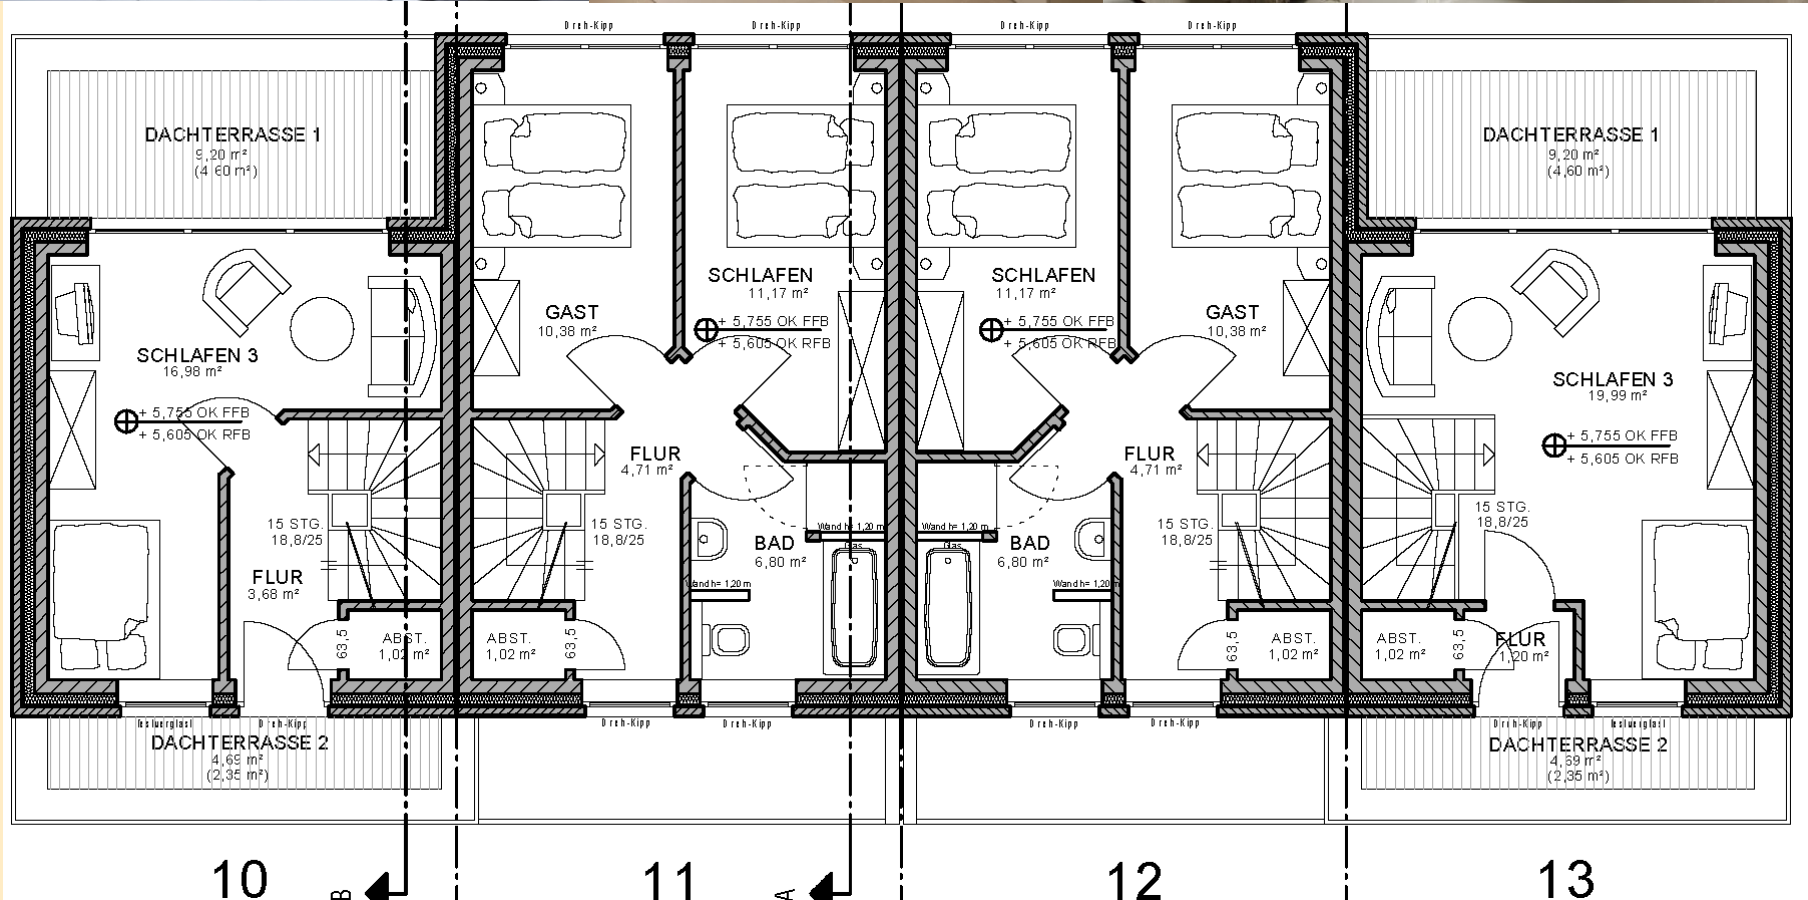 Dreh-Kipp
Dreh-Kipp
Dreh-Kipp
Dreh-Kipp
DACHTERRASSE 1
9,20 m²
(4,60 m²)
DACHTERRASSE 1
9,20 m²
(4,60 m²)
SCHLAFEN 3
16,98 m²
+ 5,755 OK FFB
+ 5,605 OK RFB
GAST
10,38 m²
SCHLAFEN
11,17 m²
+ 5,755 OK FFB
+ 5,605 OK RFB
SCHLAFEN
11,17 m²
+ 5,755 OK FFB
+ 5,605 OK RFB
GAST
10,38 m²
SCHLAFEN 3
19,99 m²
+ 5,755 OK FFB
+ 5,605 OK RFB
15 STG.
18,8/25
FLUR
3,68 m²
ABST.
1,02 m²
63,5
FLUR
4,71 m²
15 STG.
18,8/25
ABST.
1,02 m²
63,5
BAD
6,80 m²
Wand h= 1,20 m
Glas
Wand h= 1,20 m
Wand h= 1,20 m
Glas
BAD
6,80 m²
Wand h= 1,20 m
FLUR
4,71 m²
15 STG.
18,8/25
63,5
ABST.
1,02 m²
15 STG.
18,8/25
ABST.
1,02 m²
63,5
FLUR
1,20 m²
festverglast
Dreh-Kipp
Dreh-Kipp
Dreh-Kipp
Dreh-Kipp
Dreh-Kipp
Dreh-Kipp
festverglast
DACHTERRASSE 2
4,69 m²
(2,35 m²)
DACHTERRASSE 2
4,69 m²
(2,35 m²)
10
B
11
A
12
13